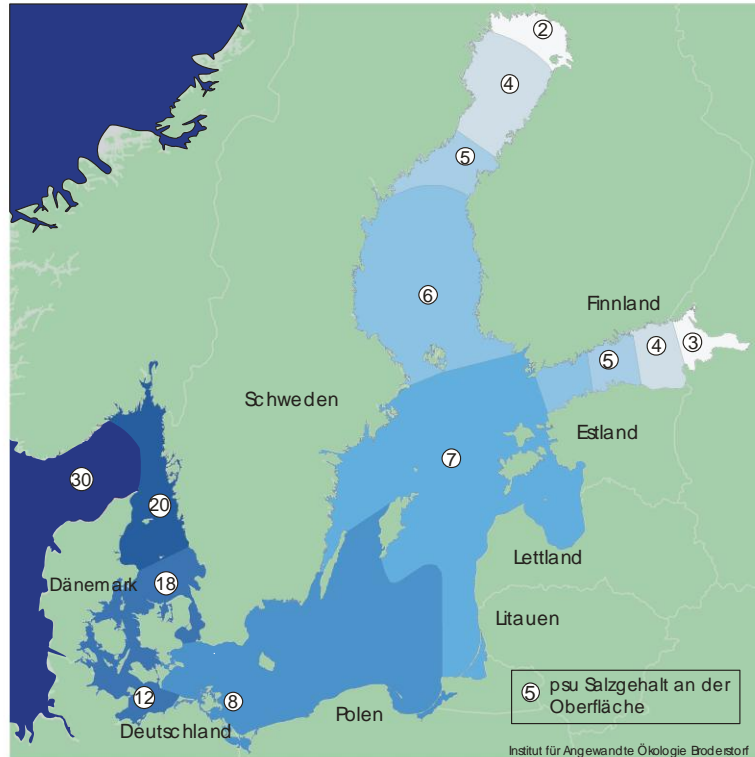 2
4
5
6
Finnland
5
4
3
Schweden
Estland
7
30
20
Lettland
Dänemark
18
Litauen
12
8
Polen
Deutschland
5 psu Salzgehalt an der
Oberfläche
Institut für Angewandte Ökologie Broderstorf